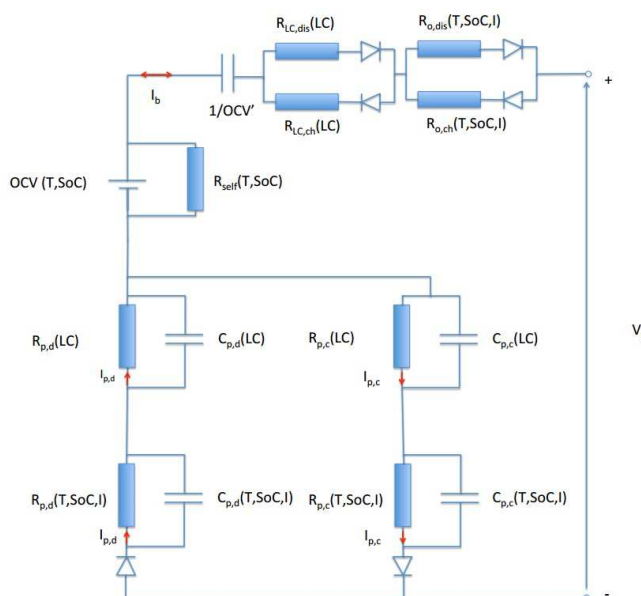 R_LC,dis(LC)
R_o,dis(T,SoC,I)
+
I_b
1/OCV'
R_LC,ch(LC)
R_o,ch(T,SoC,I)
OCV (T,SoC)
R_self(T,SoC)
R_p,d(LC)
C_p,d(LC)
R_p,c(LC)
C_p,c(LC)
V
I_p,d
I_p,c
R_p,d(T,SoC,I)
C_p,d(T,SoC,I)
R_p,c(T,SoC,I)
C_p,c(T,SoC,I)
I_p,d
I_p,c
-